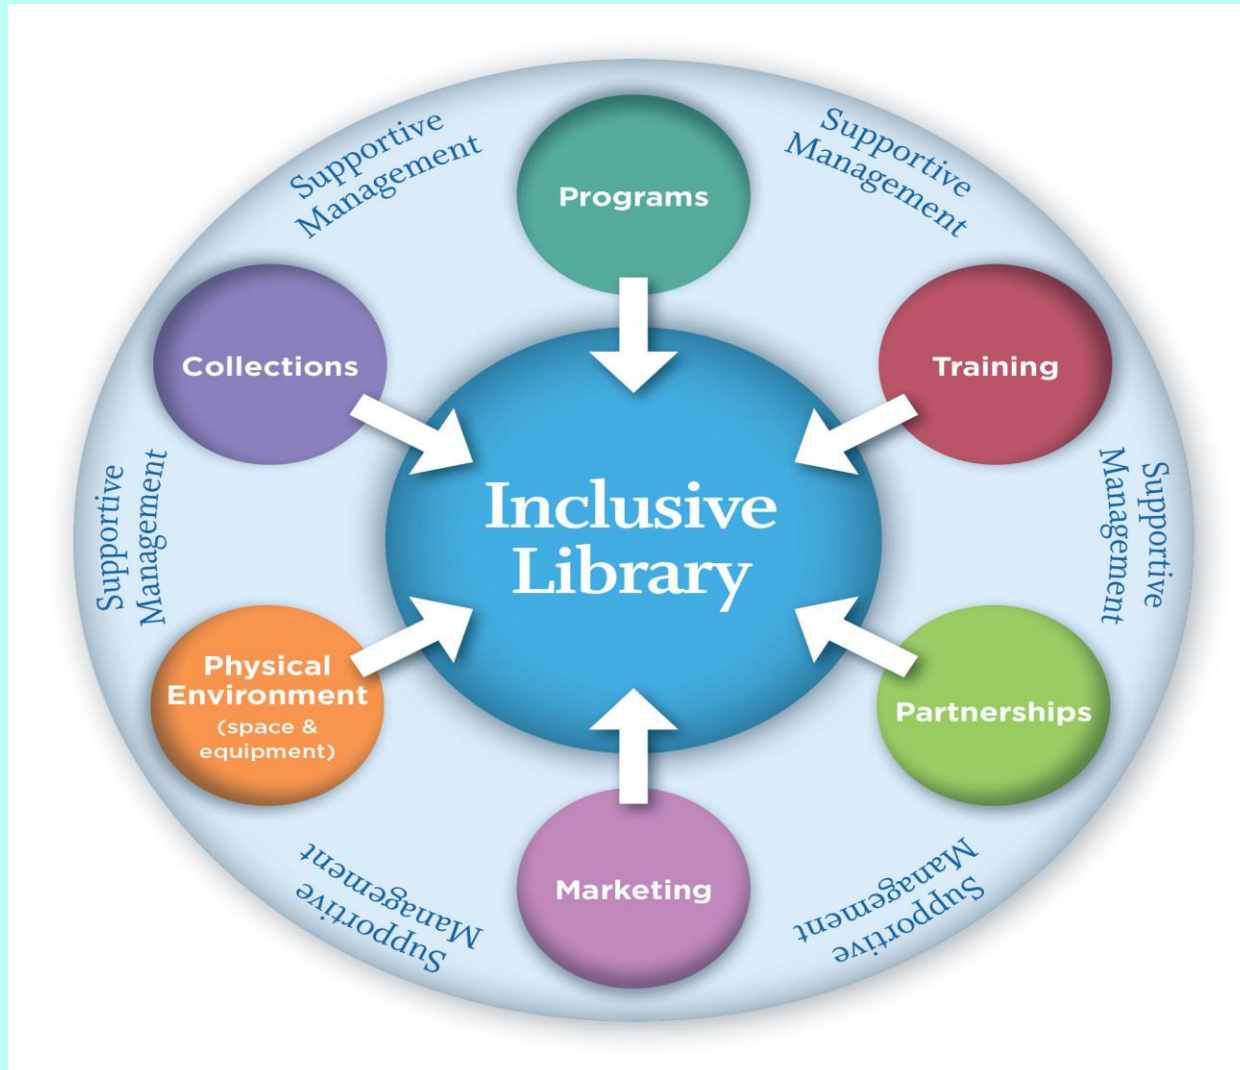 Supportive
Management
Programs
Supportive
Management
Collections
Training
Supportive
Management
Inclusive
Library
Supportive
Management
Physical
Environment
(space &
equipment)
Partnerships
Supportive
Management
Marketing
Supportive
Management